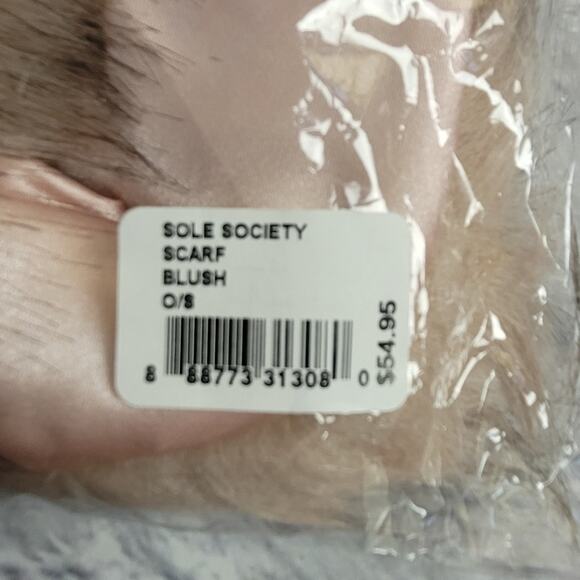 SOLE SOCIETY
SCARF
BLUSH
O/S
8 88773 31308 0
$54.95